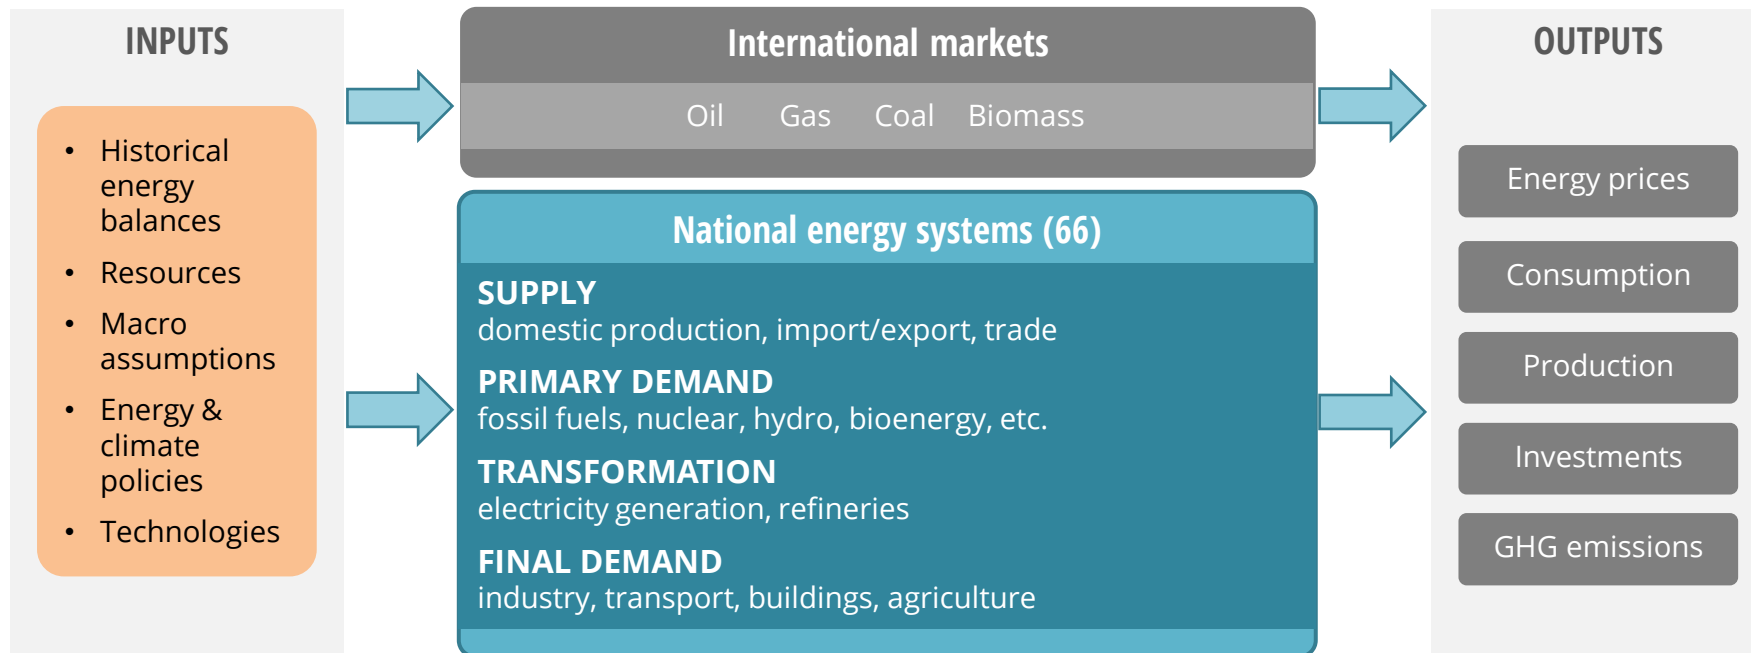 INPUTS
• Historical
energy
balances
• Resources
• Macro
assumptions
• Energy &
climate
policies
• Technologies
International markets
Oil Gas Coal Biomass
National energy systems (66)
SUPPLY
domestic production, import/export, trade
PRIMARY DEMAND
fossil fuels, nuclear, hydro, bioenergy, etc.
TRANSFORMATION
electricity generation, refineries
FINAL DEMAND
industry, transport, buildings, agriculture
OUTPUTS
Energy prices
Consumption
Production
Investments
GHG emissions